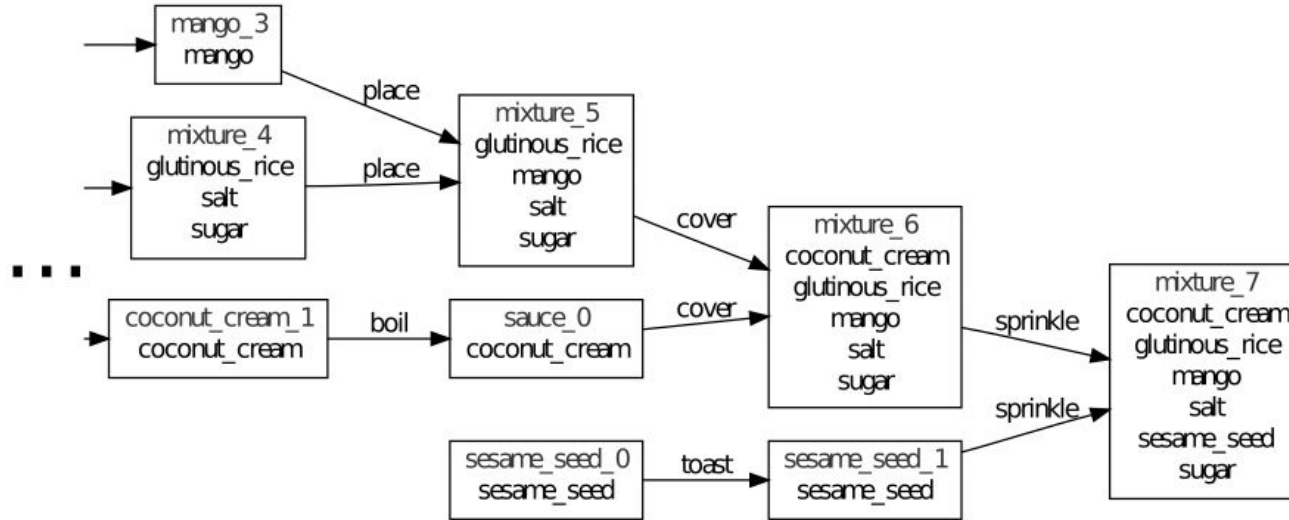 mango_3
mango
place
mixture_4
glutinous_rice
salt
sugar
place
mixture_5
glutinous_rice
mango
salt
sugar
cover
...
coconut_cream_1
coconut_cream
boil
sauce_0
coconut_cream
cover
mixture_6
coconut_cream
glutinous_rice
mango
salt
sugar
sprinkle
sesame_seed_0
sesame_seed
toast
sesame_seed_1
sesame_seed
sprinkle
mixture_7
coconut_cream
glutinous_rice
mango
salt
sesame_seed
sugar